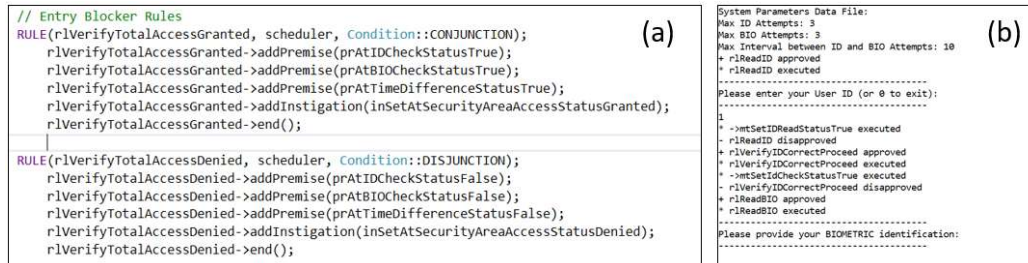 // Entry Blocker Rules
RULE(rlVerifyTotalAccessGranted, scheduler, Condition::CONJUNCTION);
rlVerifyTotalAccessGranted->addPremise(prAtIDCheckStatusTrue);
rlVerifyTotalAccessGranted->addPremise(prAtBIOCheckStatusTrue);
rlVerifyTotalAccessGranted->addPremise(prAtTimeDifferenceStatusTrue);
rlVerifyTotalAccessGranted->addInstigation(inSetAtSecurityAreaAccessStatusGranted);
rlVerifyTotalAccessGranted->end();
RULE(rlVerifyTotalAccessDenied, scheduler, Condition::DISJUNCTION);
rlVerifyTotalAccessDenied->addPremise(prAtIDCheckStatusFalse);
rlVerifyTotalAccessDenied->addPremise(prAtBIOCheckStatusFalse);
rlVerifyTotalAccessDenied->addPremise(prAtTimeDifferenceStatusFalse);
rlVerifyTotalAccessDenied->addInstigation(inSetAtSecurityAreaAccessStatusDenied);
rlVerifyTotalAccessDenied->end();
(a)
System Parameters Data File:
Max ID Attempts: 3
Max BIO Attempts: 3
Max Interval between ID and BIO Attempts: 10
+ rlReadID approved
* rlReadID executed
----------------------------------------
Please enter your User ID (or 0 to exit):
----------------------------------------
1
* ->mtSetIDReadStatusTrue executed
- rlReadID disapproved
+ rlVerifyIDCorrectProceed approved
* rlVerifyIDCorrectProceed executed
* ->mtSetIdCheckStatusTrue executed
- rlVerifyIDCorrectProceed disapproved
+ rlReadBIO approved
* rlReadBIO executed
----------------------------------------
Please provide your BIOMETRIC identification:
----------------------------------------
(b)